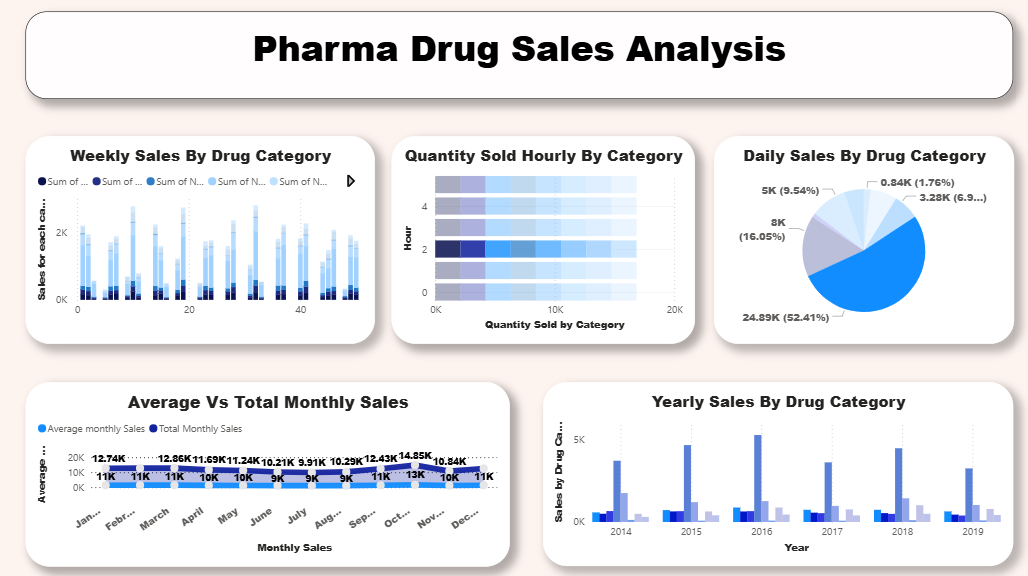 Pharma Drug Sales Analysis
Weekly Sales By Drug Category
Sum of ... Sum of ... Sum of N... Sum of N... Sum of N...
Sales for each ca...
2K
0K
0 20 40
Quantity Sold Hourly By Category
Hour
4
2
0
0K 10K 20K
Quantity Sold by Category
Daily Sales By Drug Category
0.84K (1.76%)
5K (9.54%)
3.28K (6.9...)
8K
(16.05%)
24.89K (52.41%)
Average Vs Total Monthly Sales
Average monthly Sales Total Monthly Sales
Average ...
20K
10K
0K
12.74K 12.86K 11.69K 11.24K 10.21K 9.91K 10.29K 12.43K 14.85K 10.84K
11K 11K 11K 10K 10K 9K 9K 9K 11K 13K 10K 11K
Jan... Febr... March April May June July Aug... Sep... Oct... Nov... Dec...
Monthly Sales
Yearly Sales By Drug Category
Sales by Drug Ca...
5K
0K
2014 2015 2016 2017 2018 2019
Year